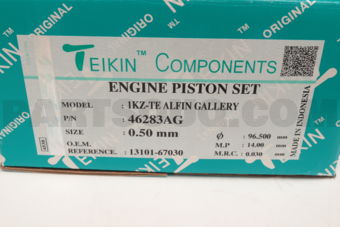 ORIGINAL
ORIGINAL
TEIKIN™ COMPONENTS
ENGINE PISTON SET
MODEL : 1KZ-TE ALFIN GALLERY
P/N : 46283AG
SIZE : 0.50 mm
Ø : 96.500 mm
O.E.M. M.P : 14.00 mm
REFERENCE. : 13101-67030 M.R.C. : 0.030 mm
MADE IN INDONESIA